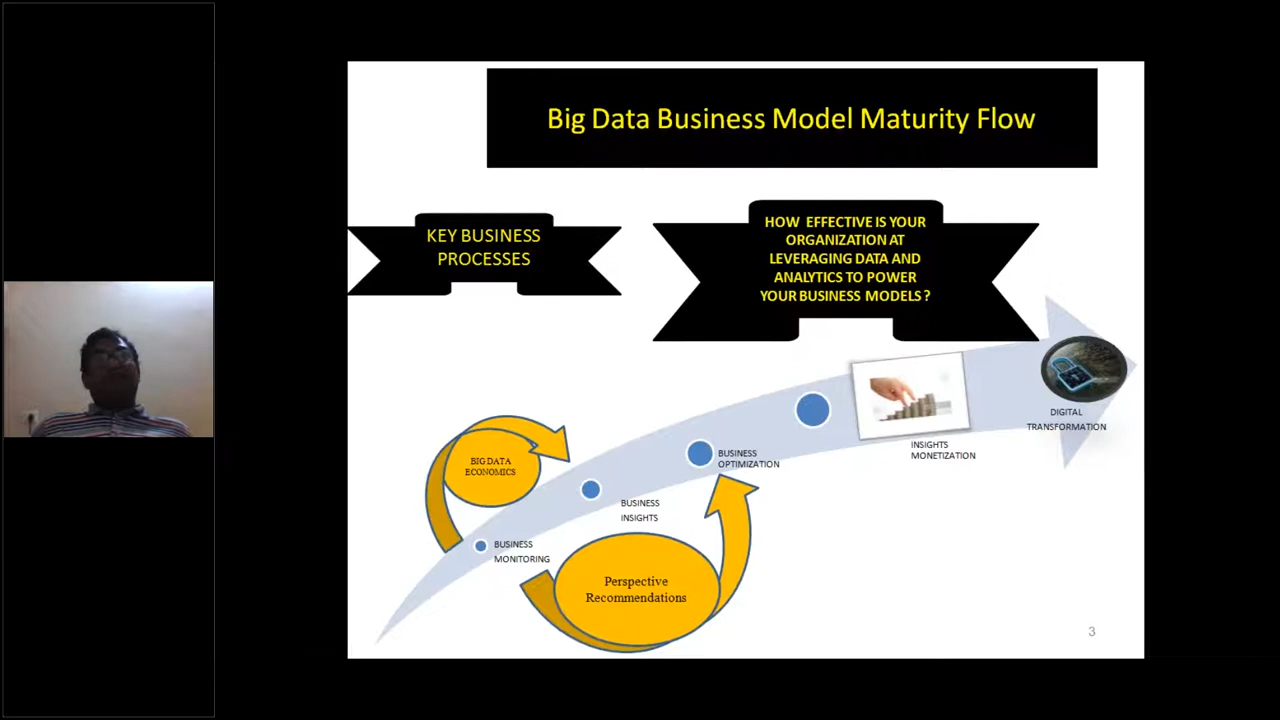 Big Data Business Model Maturity Flow
KEY BUSINESS
PROCESSES
HOW EFFECTIVE IS YOUR
ORGANIZATION AT
LEVERAGING DATA AND
ANALYTICS TO POWER
YOUR BUSINESS MODELS ?
DIGITAL
TRANSFORMATION
INSIGHTS
MONETIZATION
BUSINESS
OPTIMIZATION
BIG DATA
ECONOMICS
BUSINESS
INSIGHTS
BUSINESS
MONITORING
Perspective
Recommendations
3